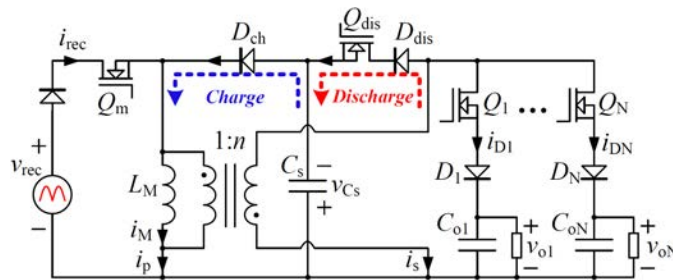 Q_dis
i_rec
D_ch
D_dis
Q_m
Charge
Discharge
Q_1
...
Q_N
1:n
i_D1
i_DN
+
v_rec
−
L_M
C_s
−
v_Cs
+
D_1
D_N
i_M
C_o1
+
v_o1
−
C_oN
+
v_oN
−
i_p
i_s